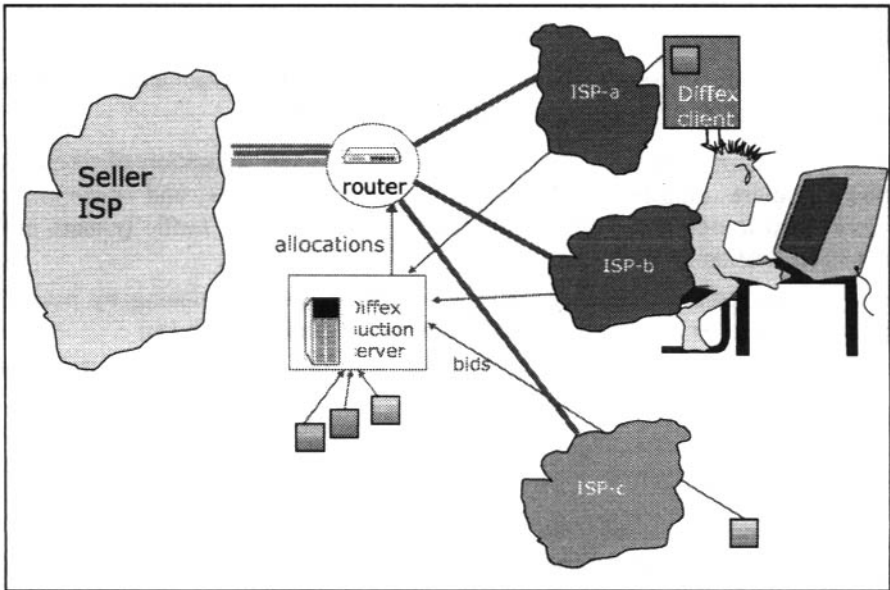 Seller
ISP
router
allocations
Diffex
uction
erver
bids
ISP-a
Diffex
client
ISP-b
ISP-c